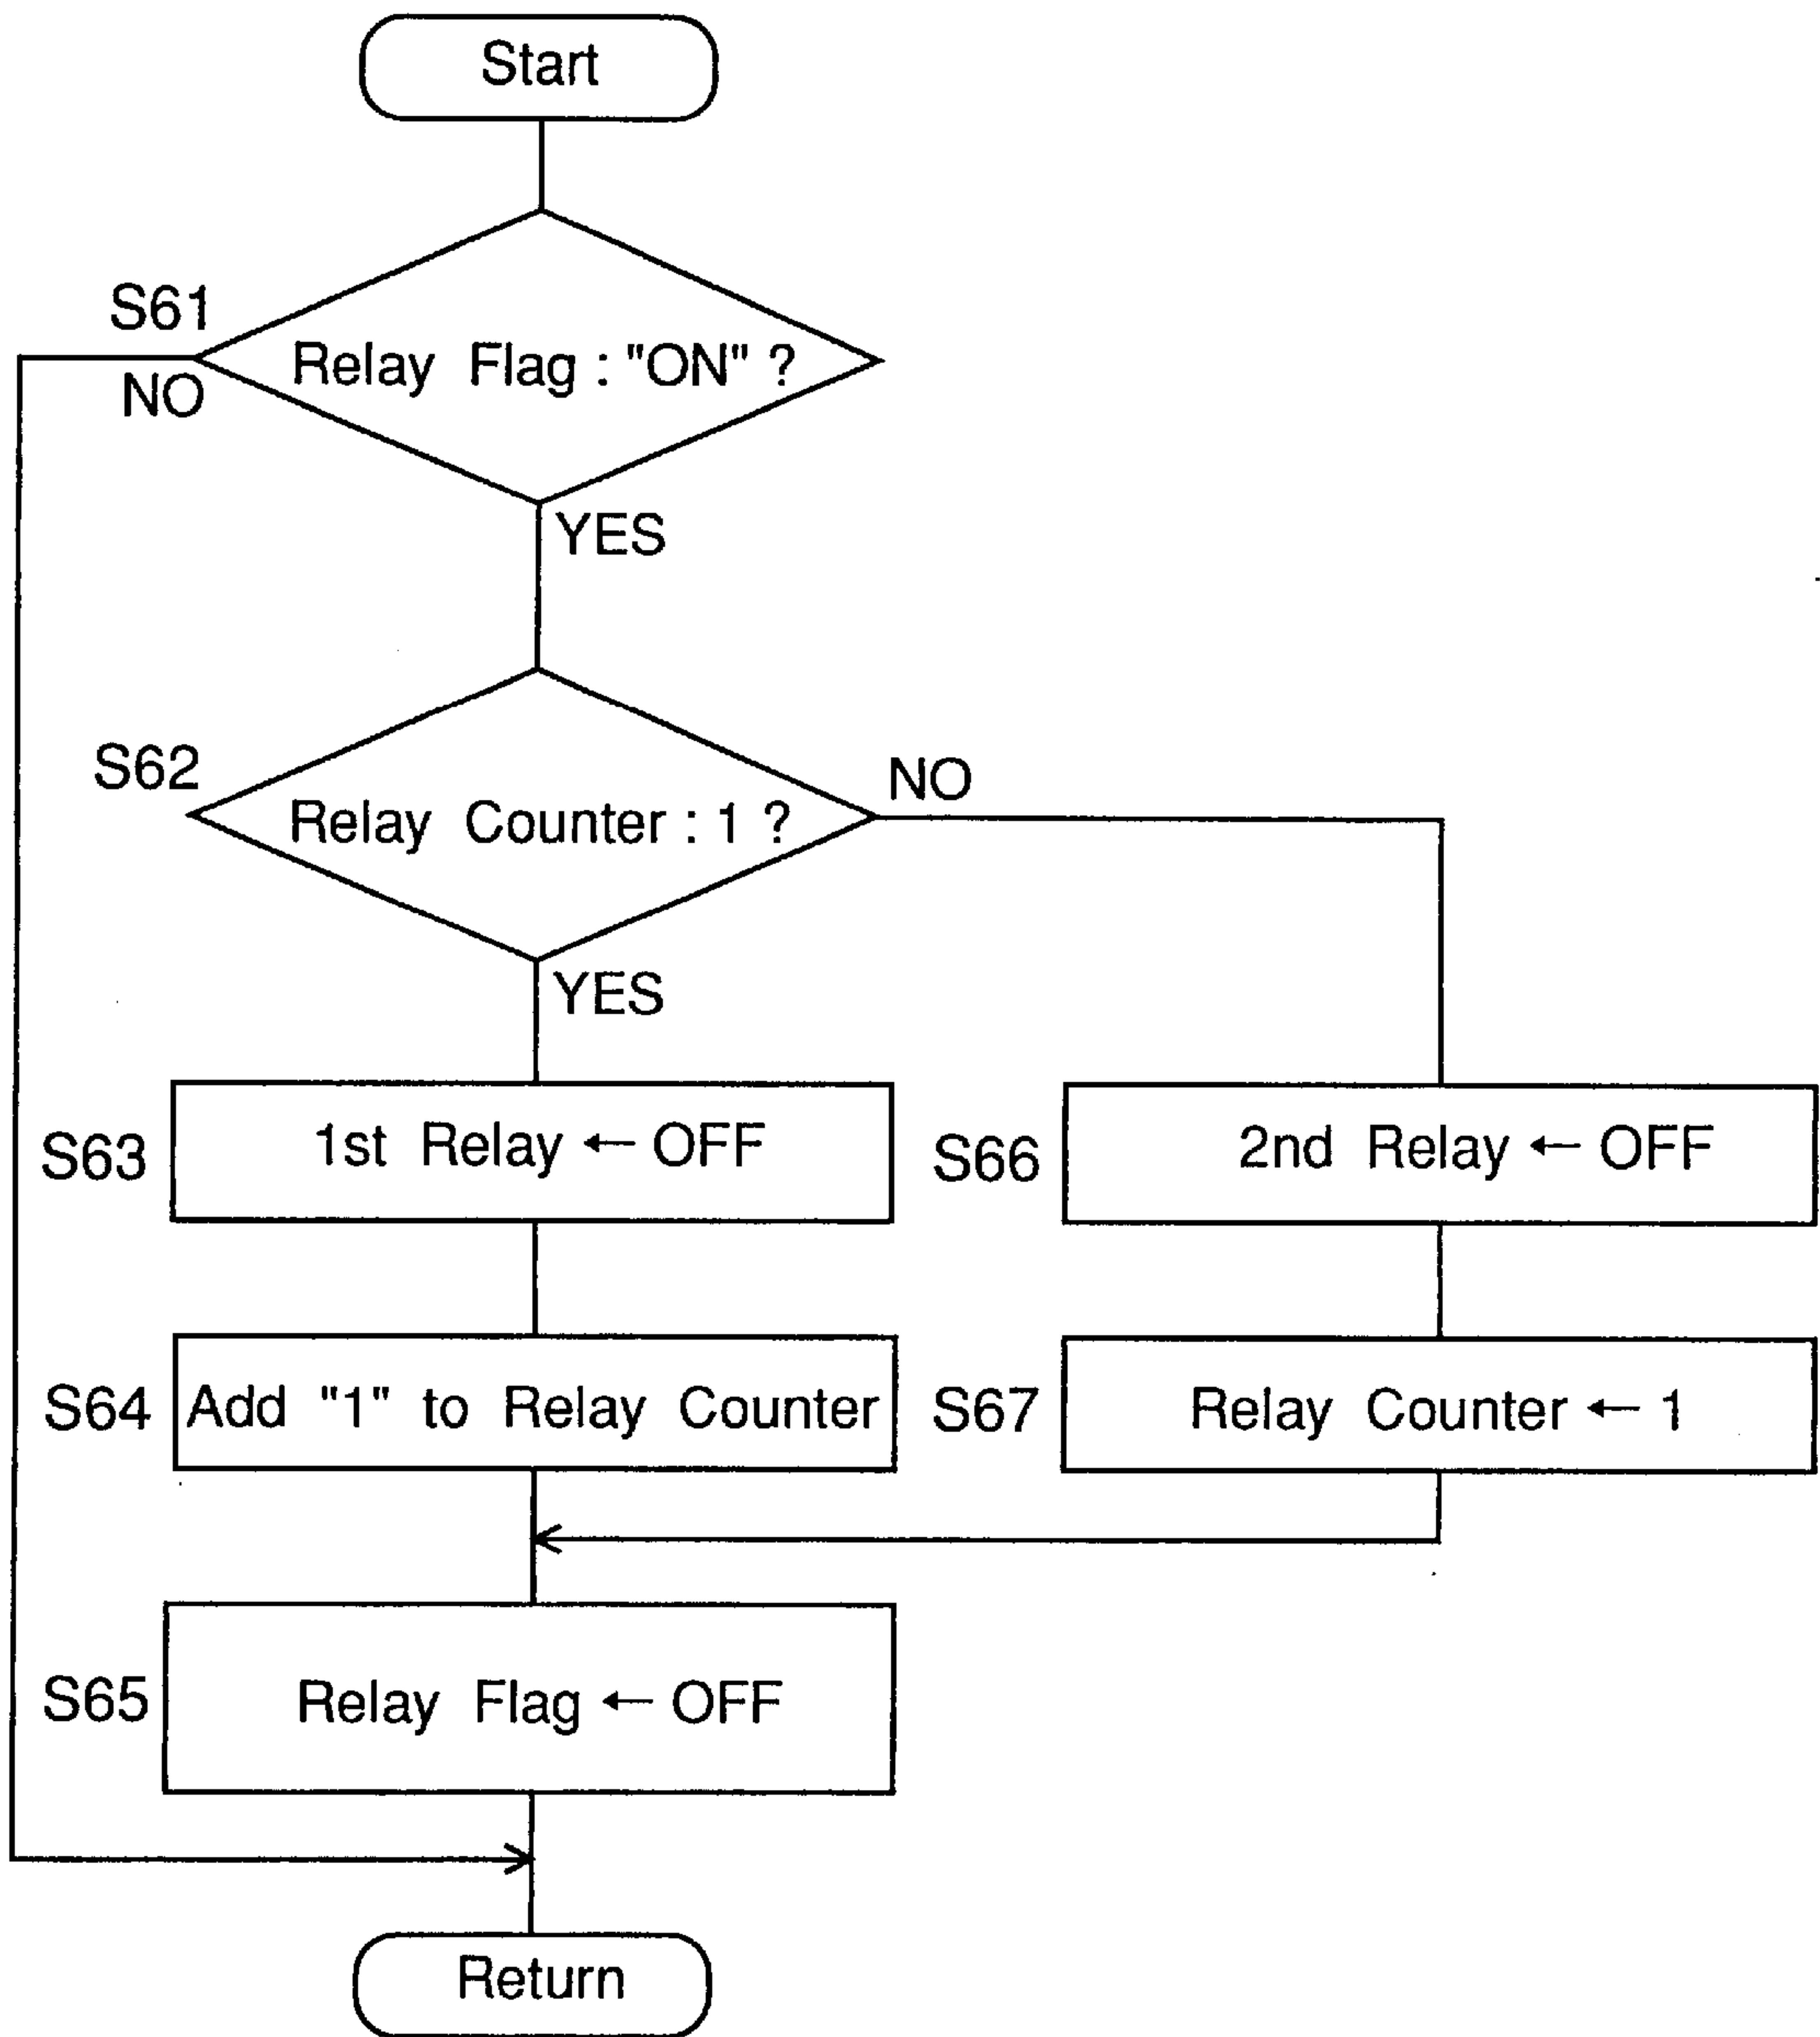 Start
S61
Relay Flag : "ON" ?
NO
YES
S62
Relay Counter : 1 ?
NO
YES
S63
1st Relay ← OFF
S66
2nd Relay ← OFF
S64
Add "1" to Relay Counter
S67
Relay Counter ← 1
S65
Relay Flag ← OFF
Return